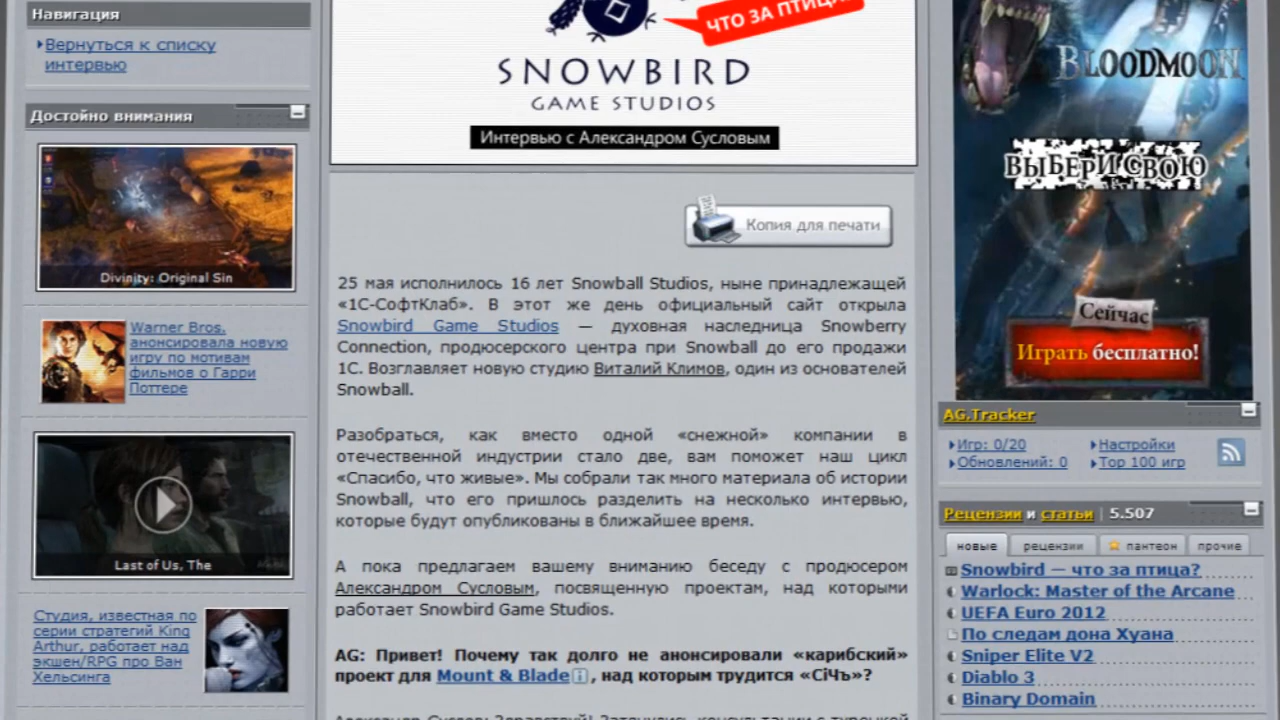 Навигация
Вернуться к списку
интервью
Достойно внимания
Divinity: Original Sin
Warner Bros.
анонсировала новую
игру по мотивам
фильмов о Гарри
Поттере
Last of Us, The
Студия, известная по
серии стратегий King
Arthur, работает над
экшен/RPG про Ван
Хельсинга
ЧТО ЗА ПТИЦА?
SNOWBIRD
GAME STUDIOS
Интервью с Александром Сусловым
Копия для печати
25 мая исполнилось 16 лет Snowball Studios, ныне принадлежащей
«1С-СофтКлаб». В этот же день официальный сайт открыла
Snowbird Game Studios — духовная наследница Snowberry
Connection, продюсерского центра при Snowball до его продажи
1С. Возглавляет новую студию Виталий Климов, один из основателей
Snowball.
Разобраться, как вместо одной «снежной» компании в
отечественной индустрии стало две, вам поможет наш цикл
«Спасибо, что живые». Мы собрали так много материала об истории
Snowball, что его пришлось разделить на несколько интервью,
которые будут опубликованы в ближайшее время.
А пока предлагаем вашему вниманию беседу с продюсером
Александром Сусловым, посвященную проектам, над которыми
работает Snowbird Game Studios.
AG: Привет! Почему так долго не анонсировали «карибский»
проект для Mount & Blade, над которым трудится «СіЧъ»?
Александр Суслов: Здравствуй! Затянулись консультации с турецкой
BLOODMOON
ВЫБЕРИ СВОЮ
Сейчас
Играть бесплатно!
AG.Tracker
Игр: 0/20
Настройки
Обновлений: 0
Top 100 игр
Рецензии и статьи | 5.507
новые
рецензии
пантеон
прочие
Snowbird — что за птица?
Warlock: Master of the Arcane
UEFA Euro 2012
По следам дона Хуана
Sniper Elite V2
Diablo 3
Binary Domain